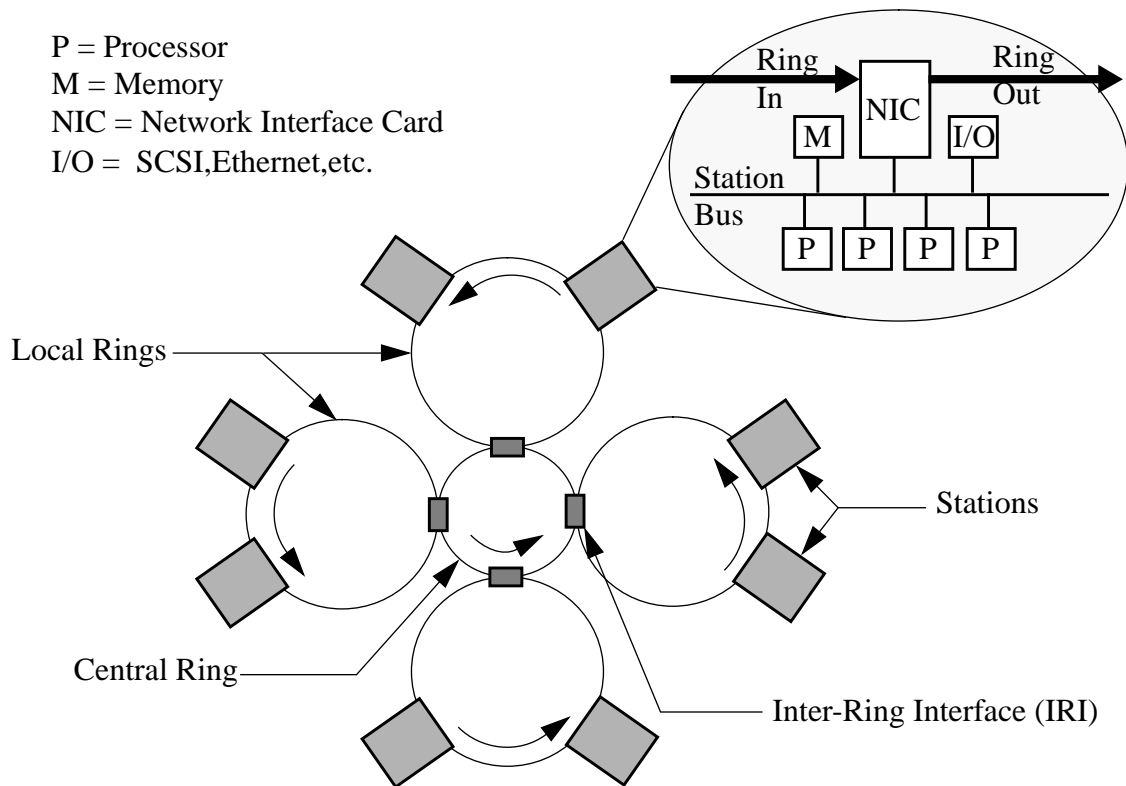 P = Processor
M = Memory
NIC = Network Interface Card
I/O =  SCSI,Ethernet,etc.
Ring
In
NIC
Ring
Out
M
I/O
Station
Bus
P
P
P
P
Local Rings
Stations
Central Ring
Inter-Ring Interface (IRI)